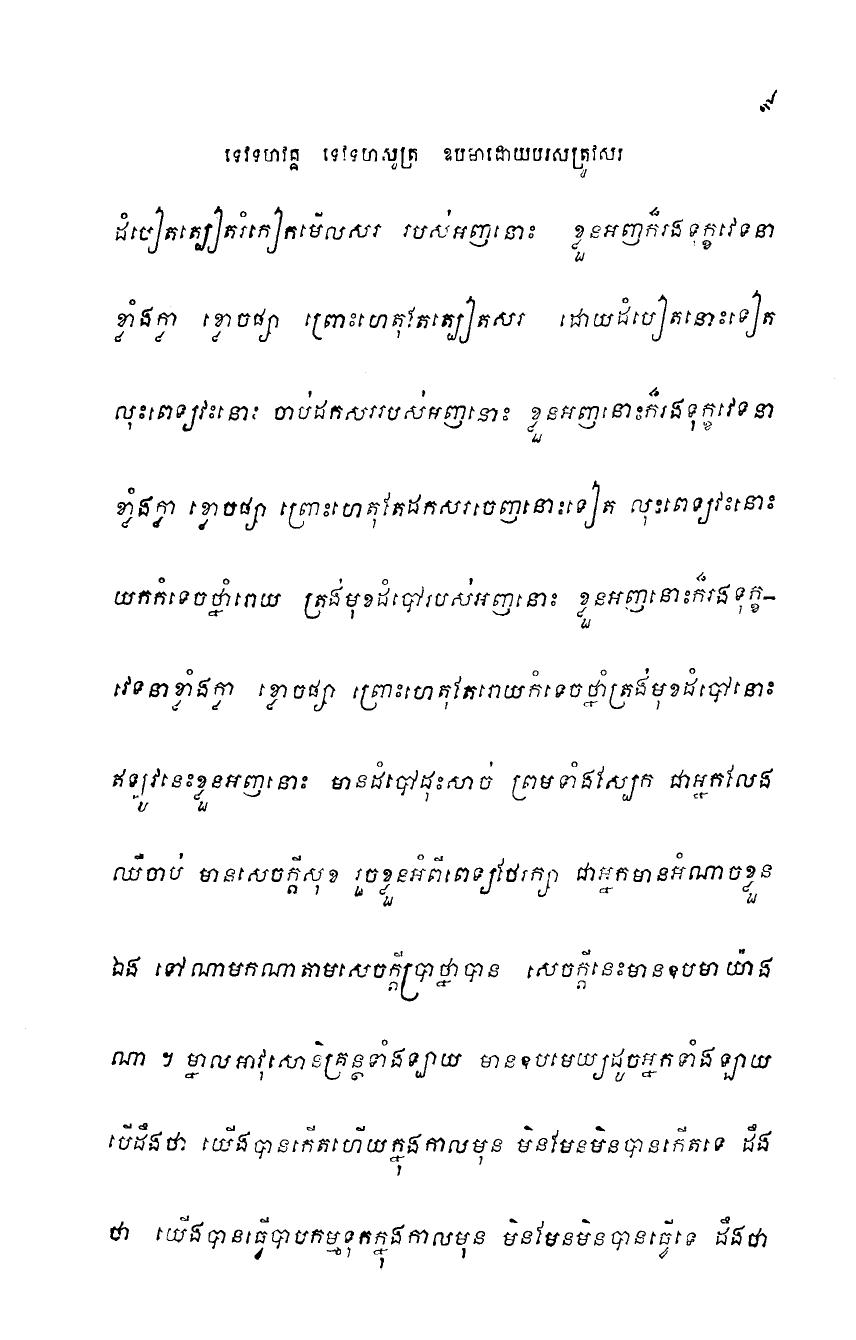 ៩
ទេវទហវគ្គ ទេវទហសូត្រ ឧបមាដោយបុរសត្រូវសរ
ដំបៀតត្បៀតរំកៀតមើលសរ របស់អញនោះ ខ្លួនអញក៏រងទុក្ខវេទនា
ខ្លាំងក្លា ខ្លោចផ្សា ព្រោះហេតុតែត្បៀតសរ ដោយដំបៀតនោះទៀត
លុះពេទ្យវះនោះ ចាប់ដកសររបស់អញនោះ ខ្លួនអញនោះក៏រងទុក្ខវេទនា
ខ្លាំងក្លា ខ្លោចផ្សា ព្រោះហេតុតែដកសរចេញនោះទៀត លុះពេទ្យវះនោះ
យកកំទេចថ្នាំរោយ ត្រង់មុខដំបៅរបស់អញនោះ ខ្លួនអញនោះក៏រងទុក្ខ-
វេទនាខ្លាំងក្លា ខ្លោចផ្សា ព្រោះហេតុតែរោយកំទេចថ្នាំត្រង់មុខដំបៅនោះ
ឥឡូវនេះខ្លួនអញនោះ មានដំបៅដុះសាច់ ព្រមទាំងស្បែក ជាអ្នកលែង
ឈឺចាប់ មានសេចក្តីសុខ រួចខ្លួនអំពីពេទ្យថែរក្សា ជាអ្នកមានអំណាចខ្លួន
ឯង ទៅណាមកណាតាមសេចក្តីប្រាថ្នាបាន សេចក្តីនេះមានឧបមា យ៉ាង
ណា ៗ ម្នាលអាវុសោនិគ្រន្ថទាំងឡាយ មានឧបមេយ្យដូចអ្នកទាំងឡាយ
បើដឹងថា យើងបានកើតហើយក្នុងកាលមុន មិនមែនមិនបានកើតទេ ដឹង
ថា យើងបានធ្វើបាបកម្មទុកក្នុងកាលមុន មិនមែនមិនបានធ្វើទេ ដឹងថា